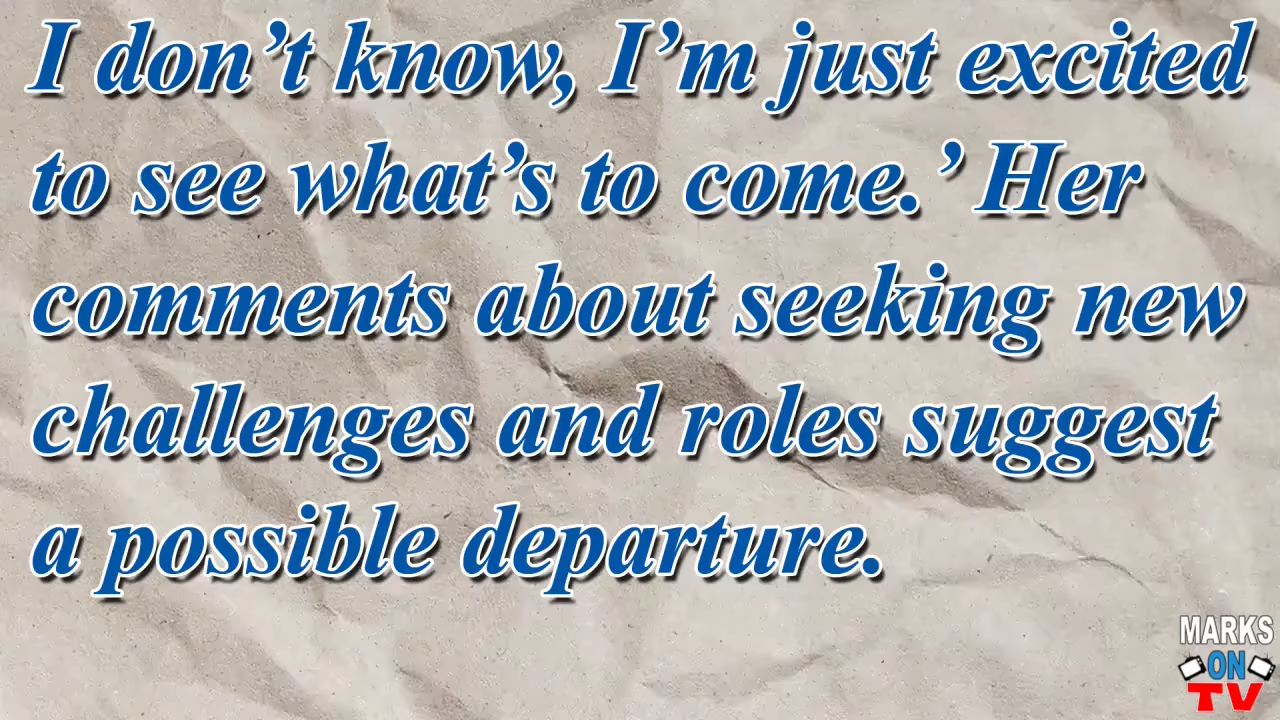 I don’t know, I’m just excited
to see what’s to come.’ Her
comments about seeking new
challenges and roles suggest
a possible departure.
MARKS
ON
TV